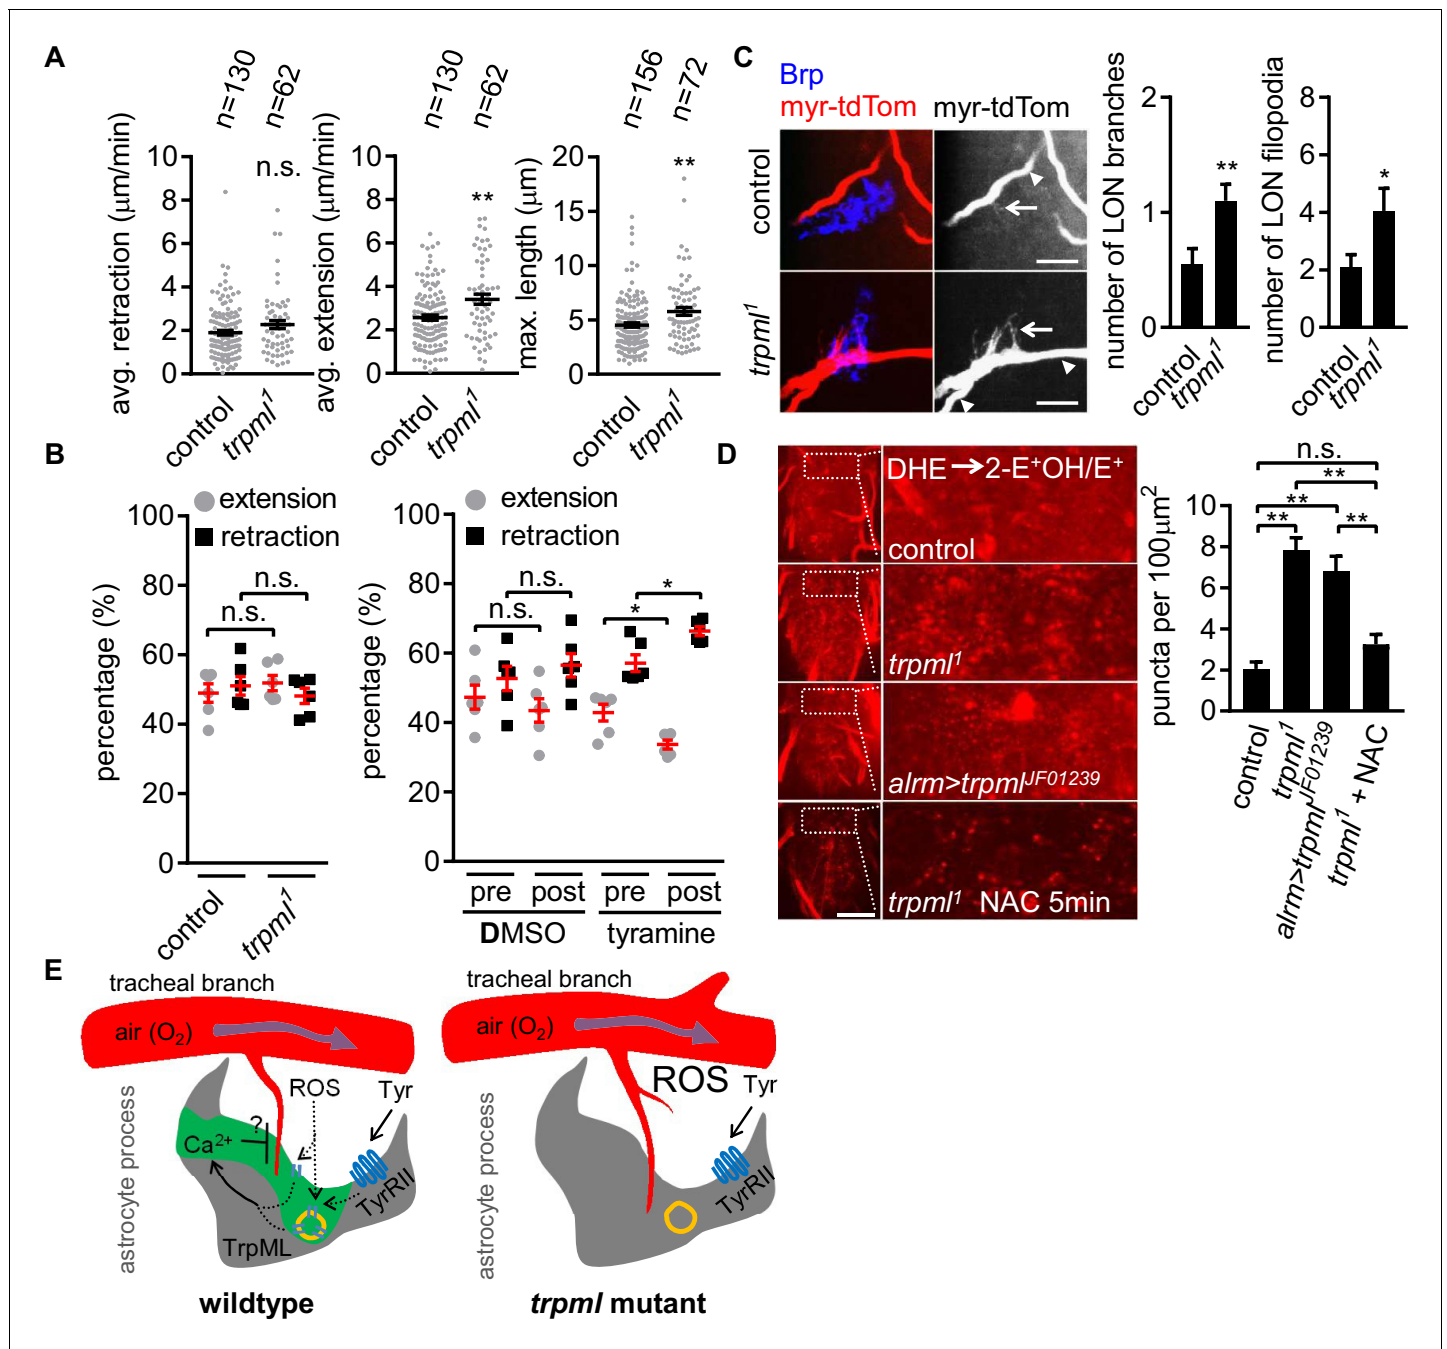 A
n=130
n=62
avg. retraction (μm/min)
10
8
6
4
2
0
n.s.
control
trpml¹
n=130
n=62
avg. extension (μm/min)
10
8
6
4
2
0
**
control
trpml¹
n=156
n=72
max. length (μm)
20
15
10
5
0
**
control
trpml¹
C
Brp
myr-tdTom
myr-tdTom
control
trpml¹
number of LON branches
2
1
0
**
control
trpml¹
number of LON filopodia
8
6
4
2
0
*
control
trpml¹
B
extension
retraction
percentage (%)
100
80
60
40
20
0
n.s.
n.s.
control
trpml¹
extension
retraction
percentage (%)
100
80
60
40
20
0
n.s.
n.s.
*
*
pre
post
pre
post
DMSO
tyramine
D
DHE→2-E⁺OH/E⁺
control
trpml¹
alrm>trpmlᴶᶠ⁰¹²³⁹
trpml¹ NAC 5min
puncta per 100μm²
10
8
6
4
2
0
n.s.
**
**
**
**
control
trpml¹
alrm>trpmlᴶᶠ⁰¹²³⁹
trpml¹ + NAC
E
tracheal branch
air (O₂)
ROS
Tyr
?
Ca²⁺
TyrRII
TrpML
astrocyte process
wildtype
tracheal branch
air (O₂)
ROS
Tyr
TyrRII
astrocyte process
trpml mutant